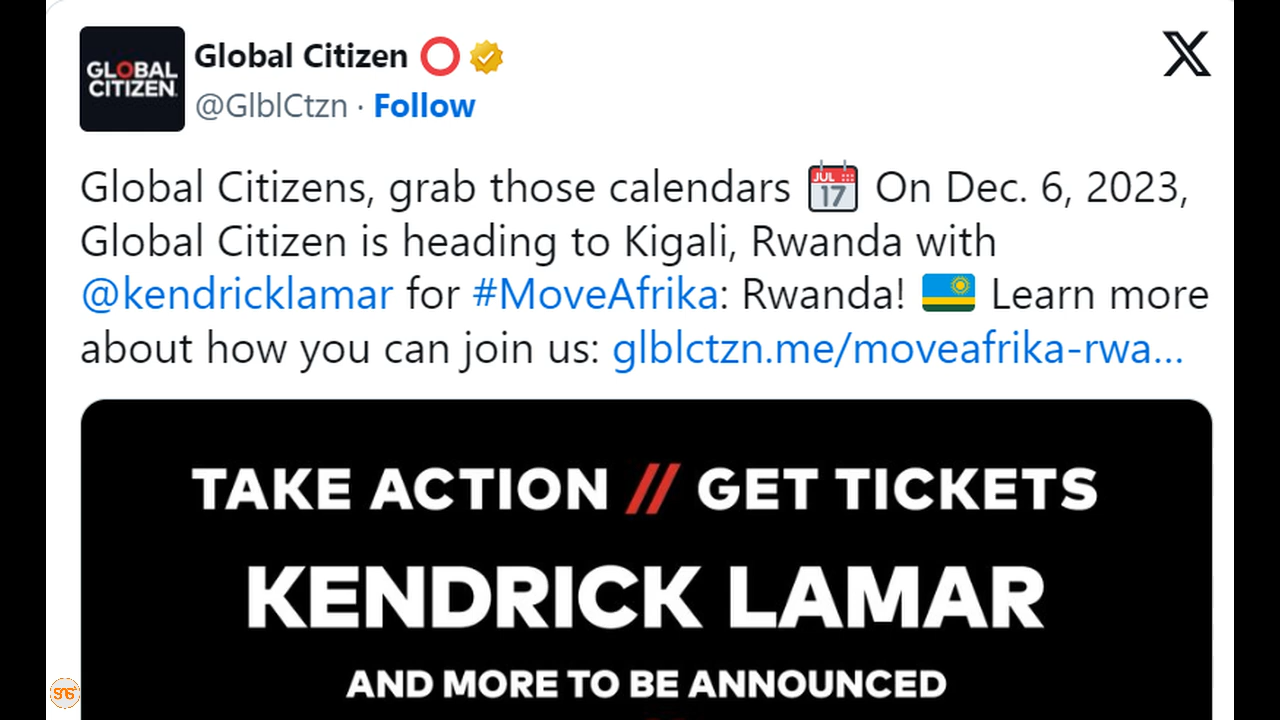 GLOBAL
CITIZEN
Global Citizen
@GlblCtzn · Follow
Global Citizens, grab those calendars JUL 17 On Dec. 6, 2023,
Global Citizen is heading to Kigali, Rwanda with
@kendricklamar for #MoveAfrika: Rwanda! Learn more
about how you can join us: glblctzn.me/moveafrika-rwa...
TAKE ACTION // GET TICKETS
KENDRICK LAMAR
AND MORE TO BE ANNOUNCED